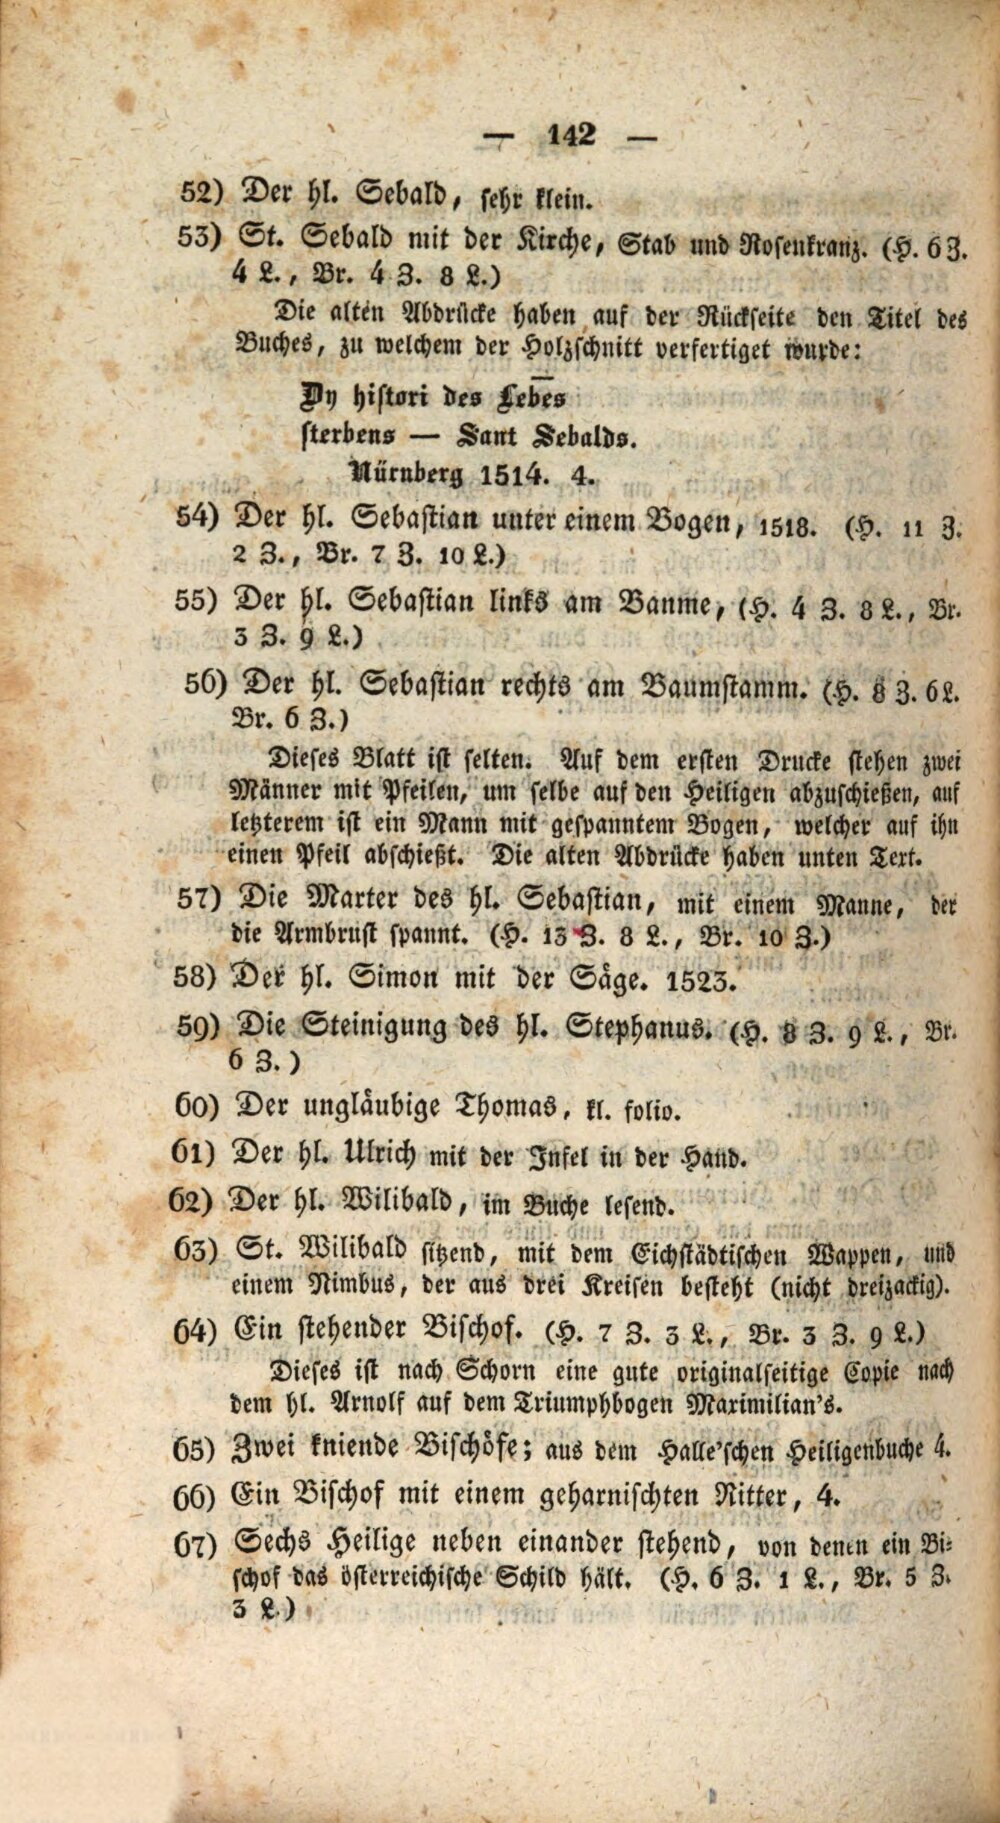 — 142 —
52) Der hl. Sebald, sehr klein.
53) St. Sebald mit der Kirche, Stab und Rosenkranz. (H. 6 Z.
4 L., Br. 4 Z. 8 L.)
Die alten Abdrücke haben auf der Rückseite den Titel des
Buches, zu welchem der Holzschnitt verfertiget wurde:
Dy histori des Lebēs
sterbens — Sant Sebalds.
Nürnberg 1514. 4.
54) Der hl. Sebastian unter einem Bogen, 1518. (H. 11 Z.
2 Z., Br. 7 Z. 10 L.)
55) Der hl. Sebastian links am Baume, (H. 4 Z. 8 L., Br.
3 Z. 9 L.)
56) Der hl. Sebastian rechts am Baumstamm. (H. 8 Z. 6 L.
Br. 6 Z.)
Dieses Blatt ist selten. Auf dem ersten Drucke stehen zwei
Männer mit Pfeilen, um selbe auf den Heiligen abzuschießen, auf
letzterem ist ein Mann mit gespanntem Bogen, welcher auf ihn
einen Pfeil abschießt. Die alten Abdrücke haben unten Text.
57) Die Marter des hl. Sebastian, mit einem Manne, der
die Armbrust spannt. (H. 13 Z. 8 L., Br. 10 Z.)
58) Der hl. Simon mit der Säge. 1523.
59) Die Steinigung des hl. Stephanus. (H. 8 Z. 9 L., Br.
6 Z.)
60) Der ungläubige Thomas, kl. folio.
61) Der hl. Ulrich mit der Insel in der Hand.
62) Der hl. Wilibald, im Buche lesend.
63) St. Wilibald sitzend, mit dem Eichstädtischen Wappen, und
einem Nimbus, der aus drei Kreisen besteht (nicht dreizackig).
64) Ein stehender Bischof. (H. 7 Z. 3 L., Br. 3 Z. 9 L.)
Dieses ist nach Schorn eine gute originalseitige Copie nach
dem hl. Arnolf auf dem Triumphbogen Maximilian's.
65) Zwei kniende Bischöfe; aus dem Halle'schen Heiligenbuche 4.
66) Ein Bischof mit einem geharnischten Ritter, 4.
67) Sechs Heilige neben einander stehend, von denen ein Bi-
schof das österreichische Schild hält. (H. 6 Z. 1 L., Br. 5 Z.
3 L.)